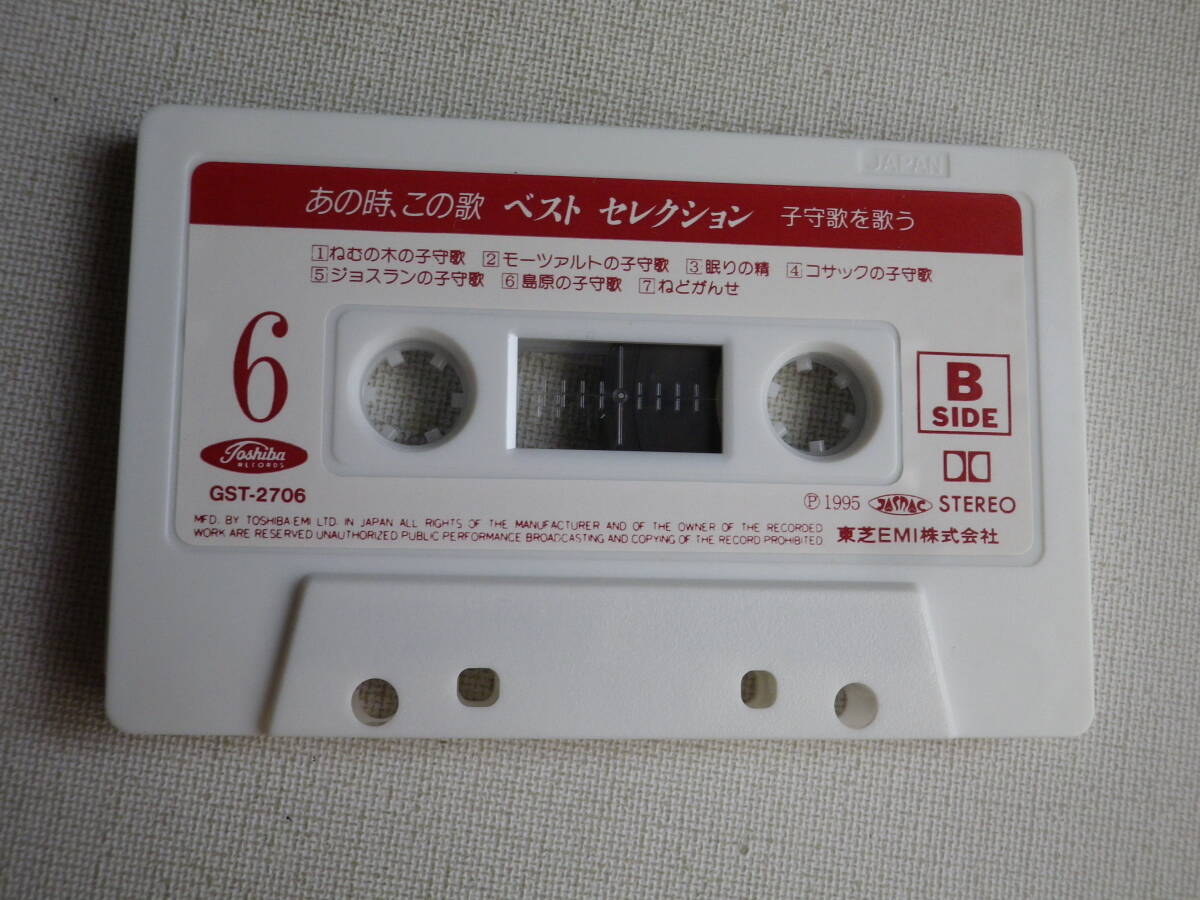 JAPAN
あの時、この歌 ベスト セレクション 子守歌を歌う
1 ねむの木の子守歌 2 モーツァルトの子守歌 3 眠りの精 4 コサックの子守歌
5 ジョスランの子守歌 6 島原の子守歌 7 ねどがんせ
6
B
SIDE
Toshiba
RECORDS
GST-2706
Ⓟ 1995 JASRAC STEREO
MFD. BY TOSHIBA-EMI LTD. IN JAPAN ALL RIGHTS OF THE MANUFACTURER AND OF THE OWNER OF THE RECORDED
WORK ARE RESERVED UNAUTHORIZED PUBLIC PERFORMANCE BROADCASTING AND COPYING OF THE RECORD PROHIBITED
東芝EMI株式会社